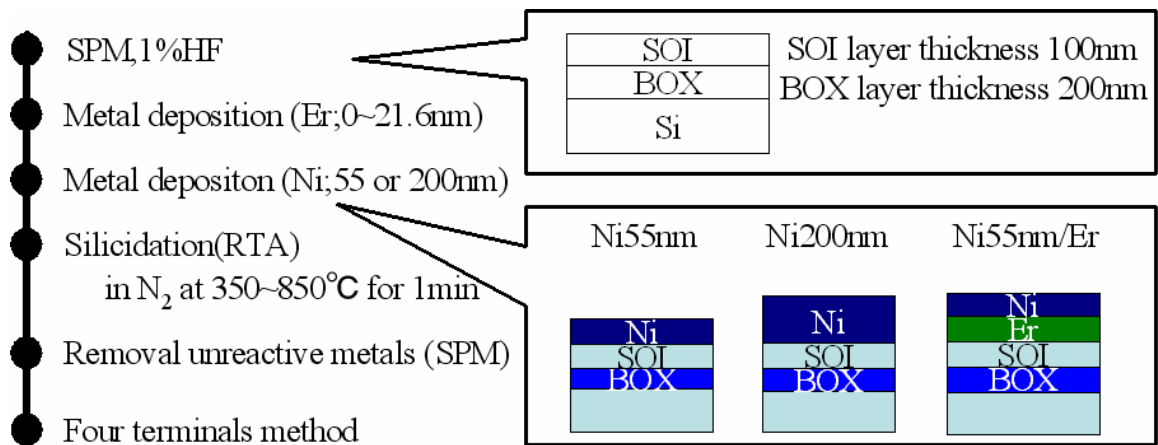 SPM,1%HF
Metal deposition (Er;0~21.6nm)
Metal depositon (Ni;55 or 200nm)
Silicidation(RTA)
in N2 at 350~850℃ for 1min
Removal unreactive metals (SPM)
Four terminals method
SOI
BOX
Si
SOI layer thickness 100nm
BOX layer thickness 200nm
Ni55nm
Ni200nm
Ni55nm/Er
Ni
SOI
BOX
Ni
SOI
BOX
Ni
Er
SOI
BOX